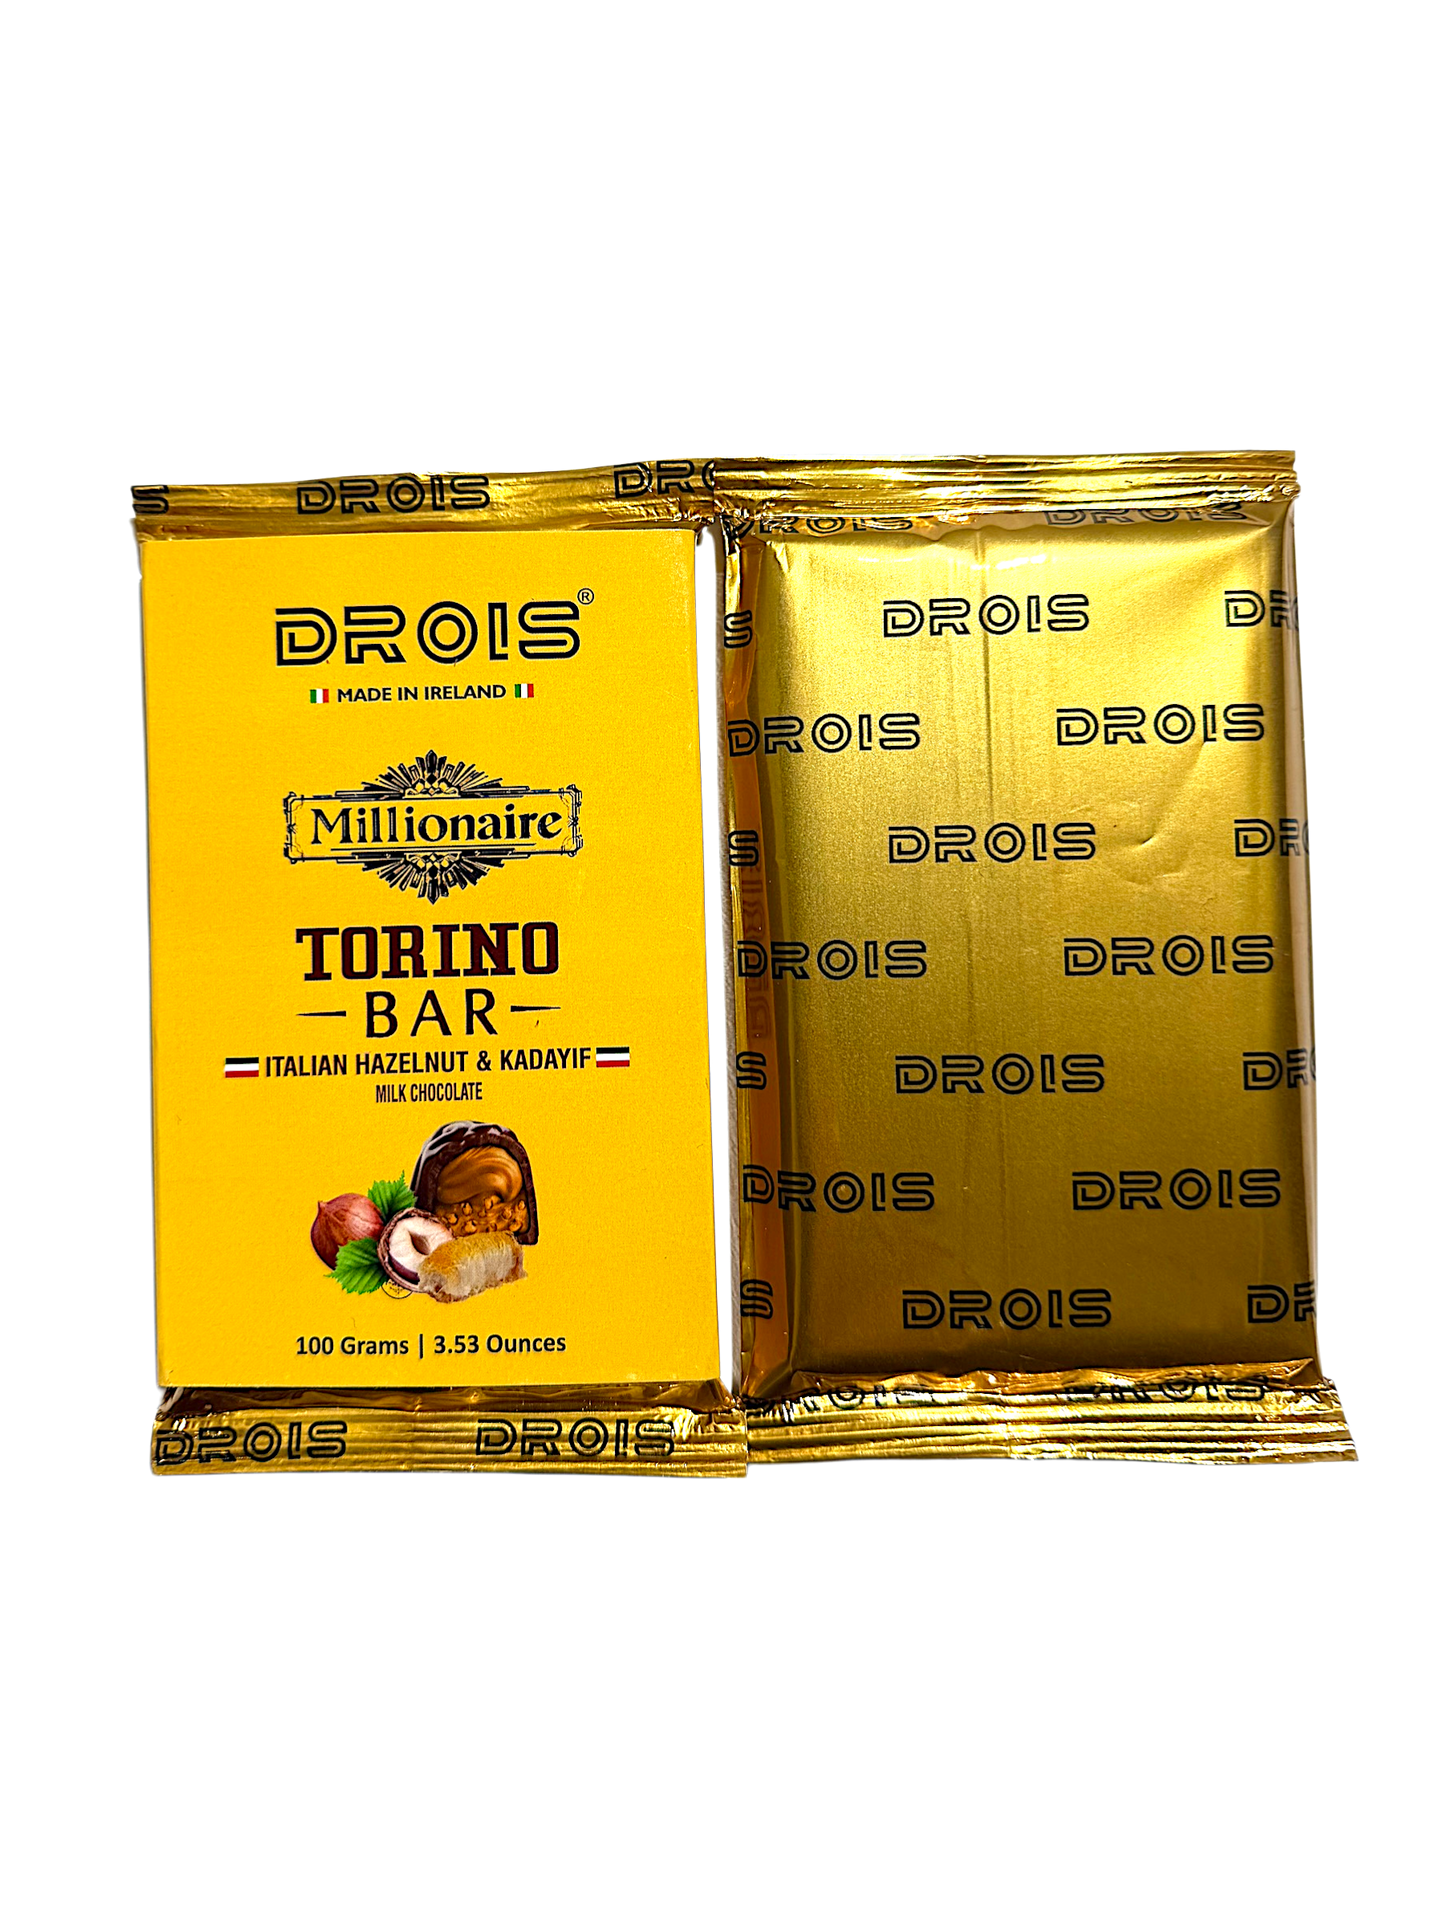 DROIS
DROIS®
MADE IN IRELAND
Millionaire
TORINO
BAR
ITALIAN HAZELNUT & KADAYIF
MILK CHOCOLATE
100 Grams | 3.53 Ounces
DROIS DROIS
DROIS DROIS
DROIS
DROIS DROIS
DROIS
DROIS DROIS
DROIS
DROIS DROIS
DROIS